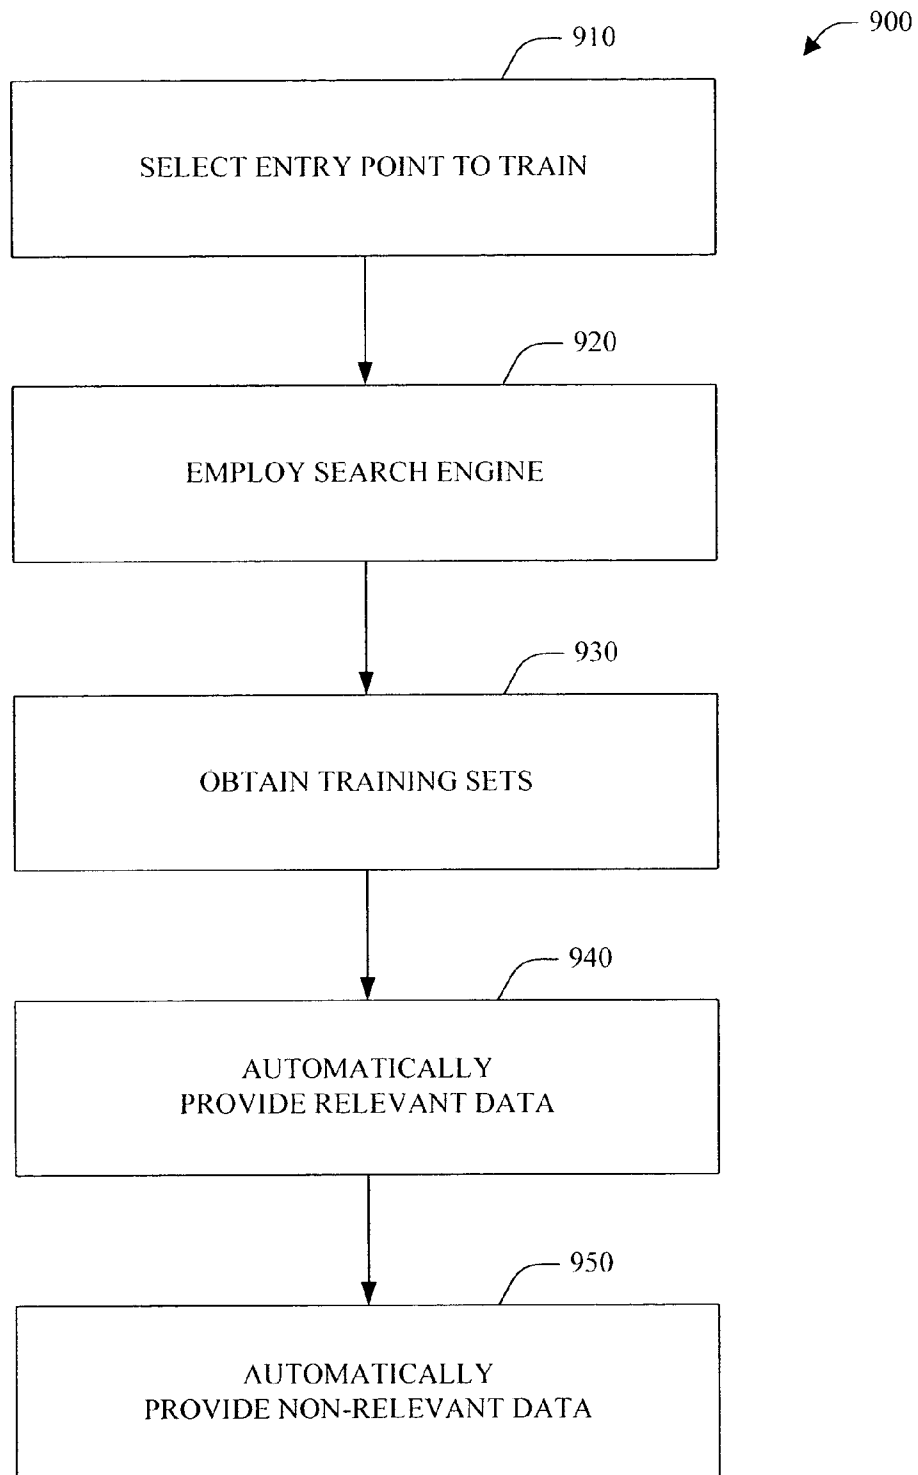 900
910
SELECT ENTRY POINT TO TRAIN
920
EMPLOY SEARCH ENGINE
930
OBTAIN TRAINING SETS
940
AUTOMATICALLY
PROVIDE RELEVANT DATA
950
AUTOMATICALLY
PROVIDE NON-RELEVANT DATA